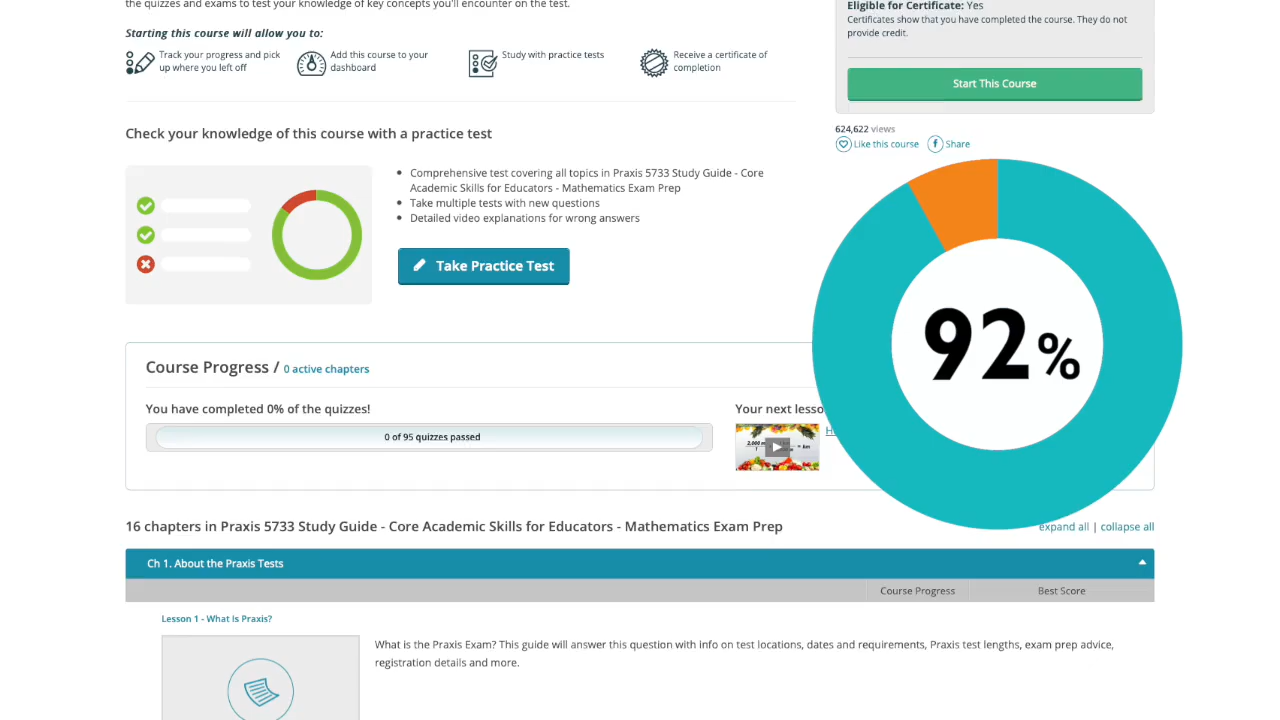 the quizzes and exams to test your knowledge of key concepts you'll encounter on the test.
Starting this course will allow you to:
Track your progress and pick
up where you left off
Add this course to your
dashboard
Study with practice tests
Receive a certificate of
completion
Eligible for Certificate: Yes
Certificates show that you have completed the course. They do not
provide credit.
Start This Course
624,622 views
Like this course
Share
Check your knowledge of this course with a practice test
Comprehensive test covering all topics in Praxis 5733 Study Guide - Core
Academic Skills for Educators - Mathematics Exam Prep
Take multiple tests with new questions
Detailed video explanations for wrong answers
Take Practice Test
92%
Course Progress / 0 active chapters
You have completed 0% of the quizzes!
0 of 95 quizzes passed
Your next lesso
16 chapters in Praxis 5733 Study Guide - Core Academic Skills for Educators - Mathematics Exam Prep
expand all | collapse all
Ch 1. About the Praxis Tests
Course Progress
Best Score
Lesson 1 - What Is Praxis?
What is the Praxis Exam? This guide will answer this question with info on test locations, dates and requirements, Praxis test lengths, exam prep advice,
registration details and more.